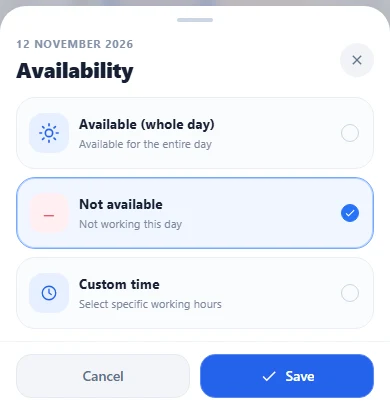 12 NOVEMBER 2026
Availability
Available (whole day)
Available for the entire day
Not available
Not working this day
Custom time
Select specific working hours
Cancel
Save